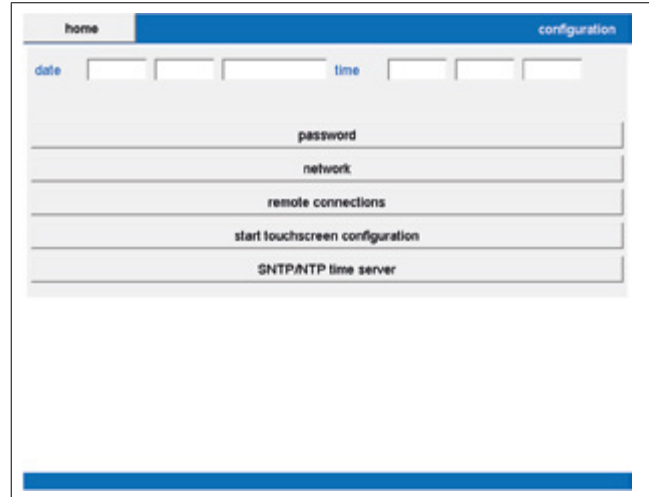 home configuration
date time
password
network
remote connections
start touchscreen configuration
SNTP/NTP time server